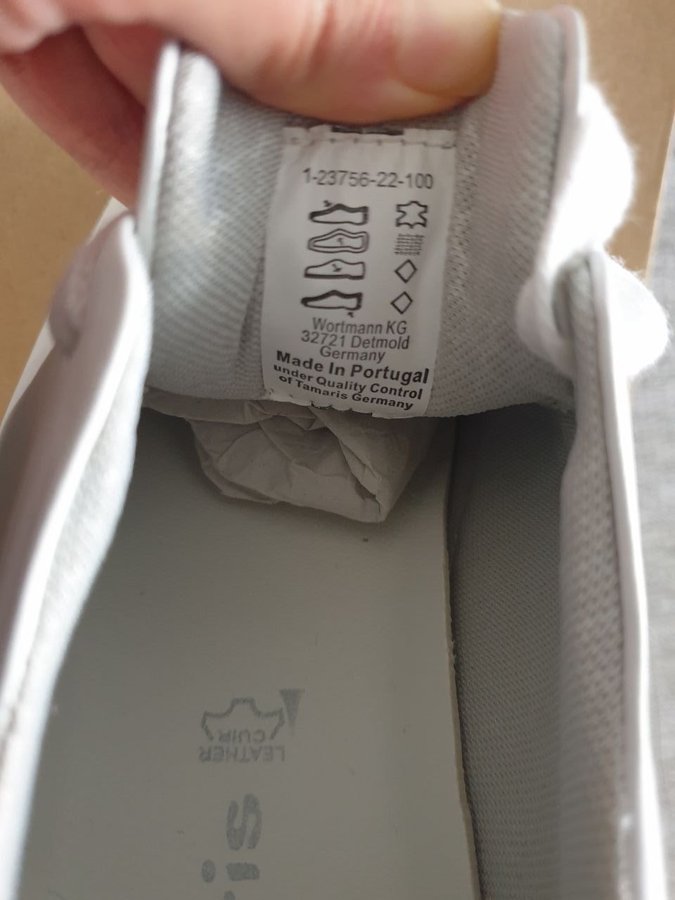 1-23756-22-100
Wortmann KG
32721 Detmold
Germany
Made In Portugal
under Quality Control
of Tamaris Germany
LEATHER
CUIR
is